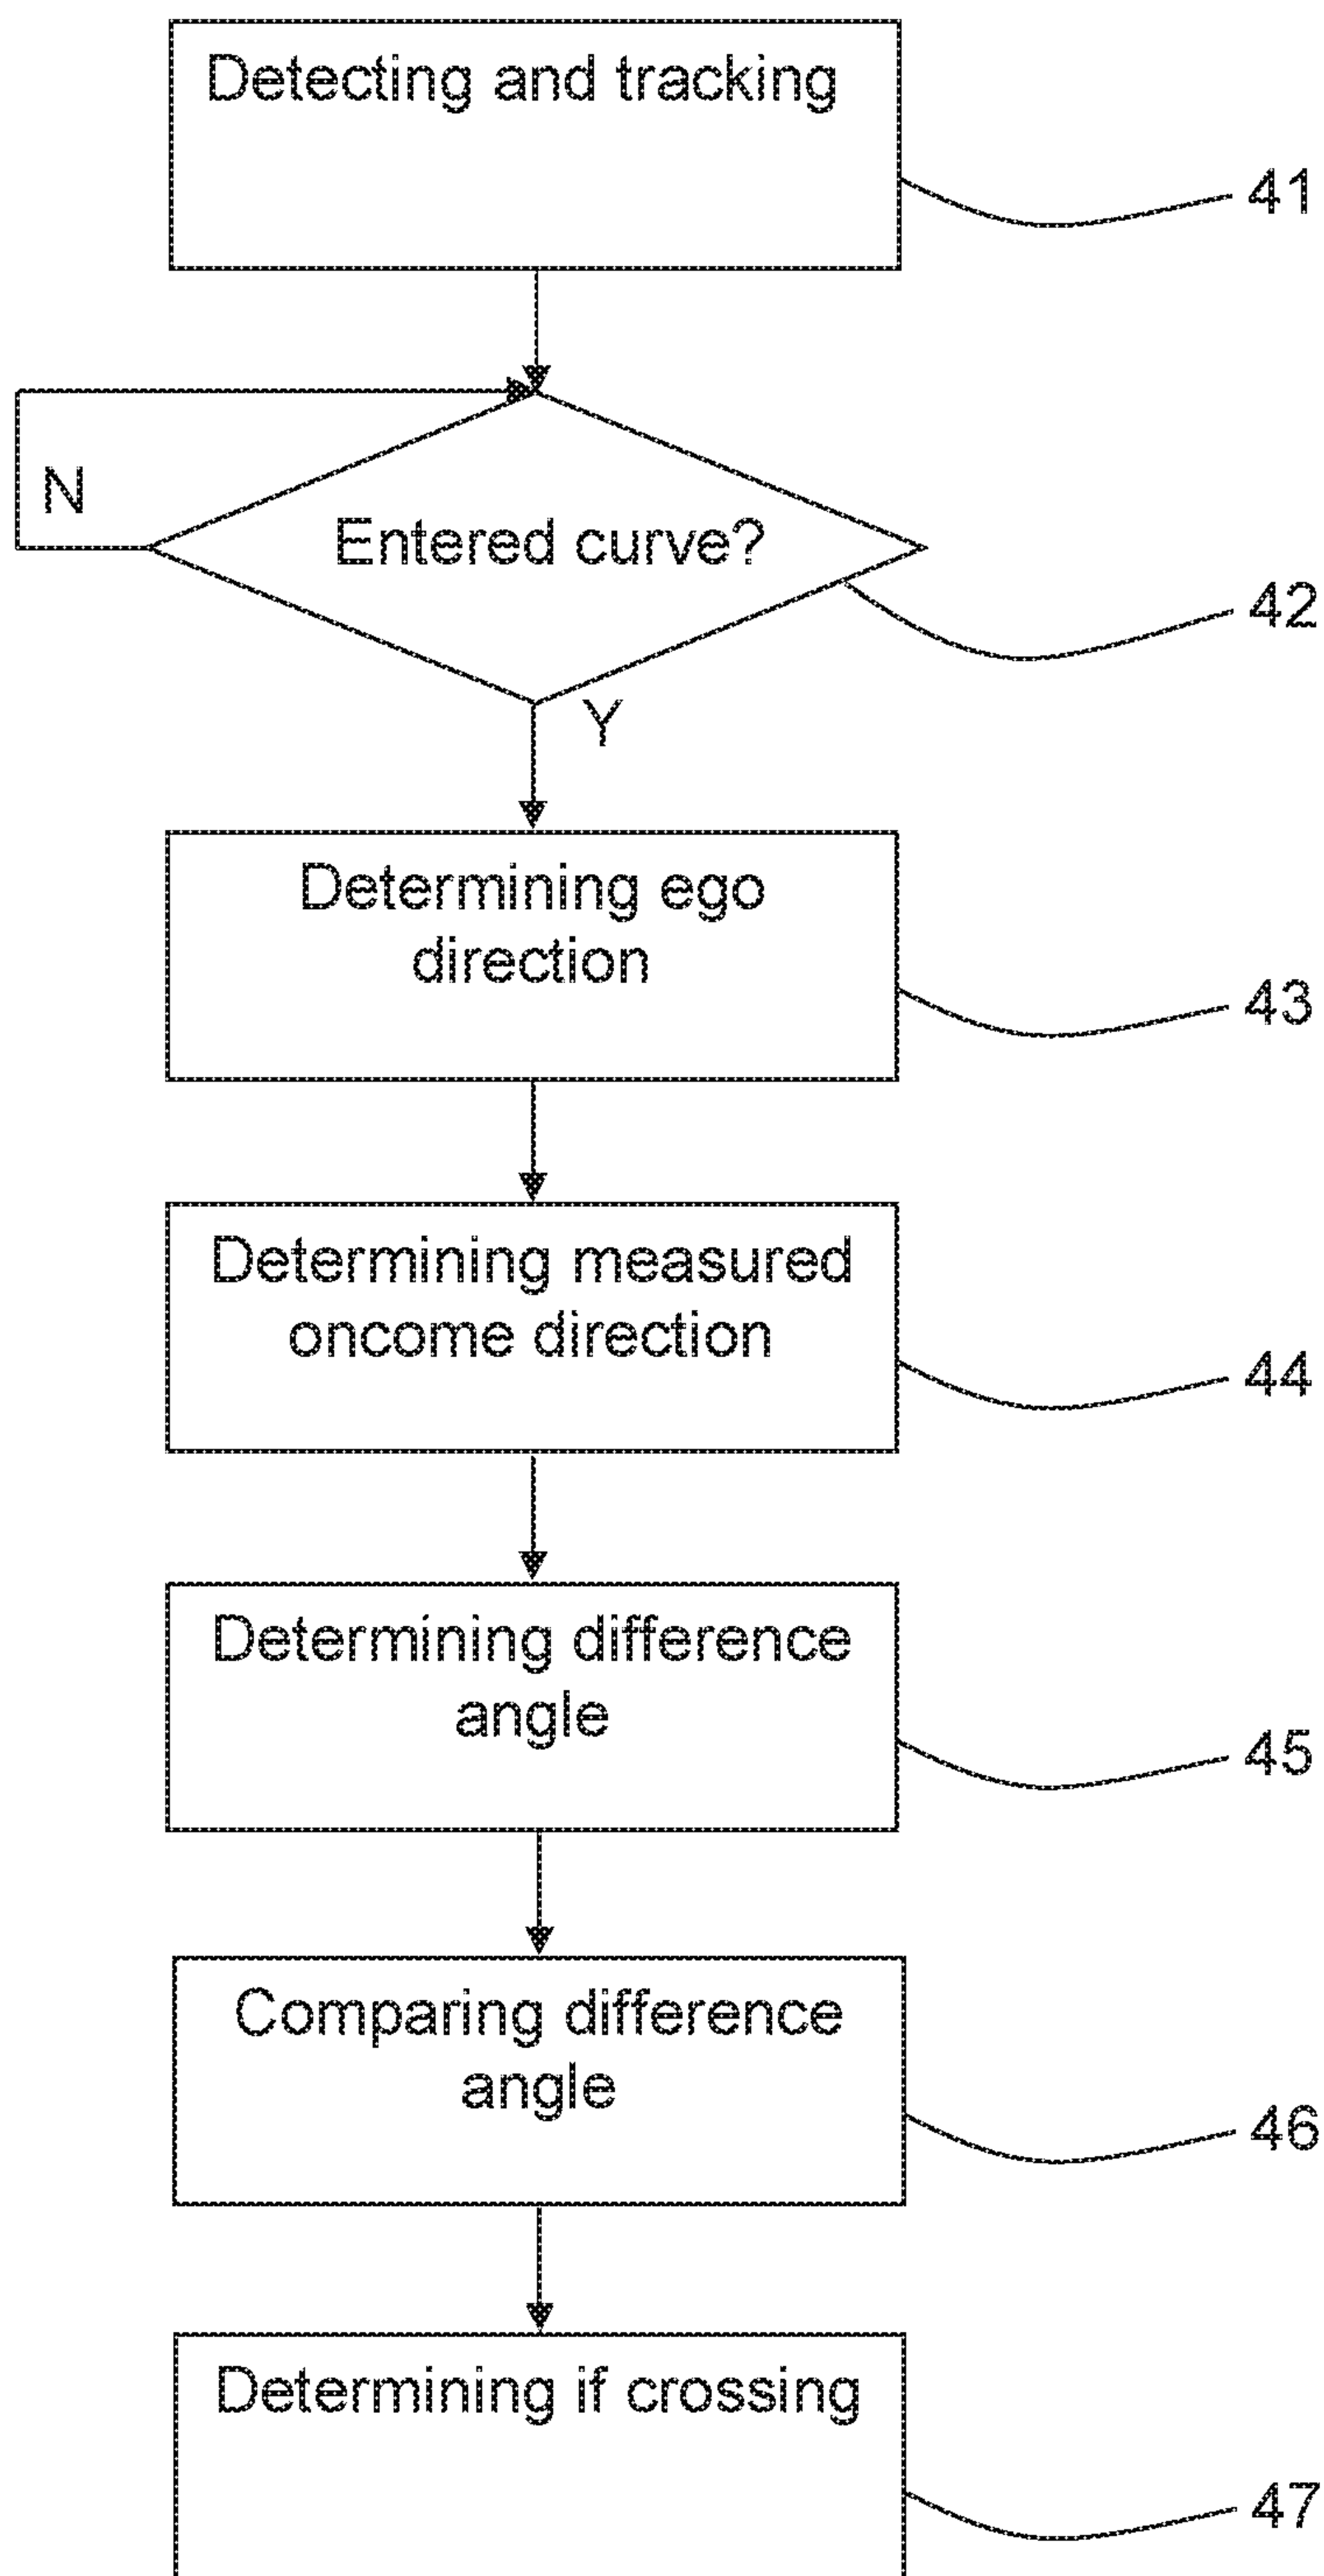 Detecting and tracking
41
N
Entered curve?
42
Y
Determining ego
direction
43
Determining measured
oncome direction
44
Determining difference
angle
45
Comparing difference
angle
46
Determining if crossing
47